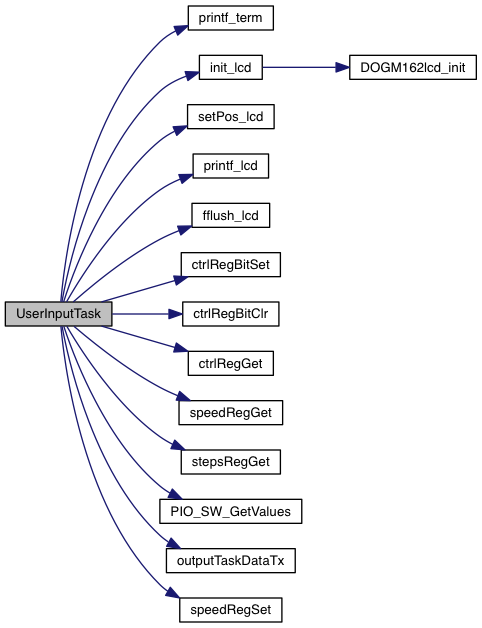 printf_term
init_lcd
DOGM162lcd_init
setPos_lcd
printf_lcd
fflush_lcd
ctrlRegBitSet
UserInputTask
ctrlRegBitClr
ctrlRegGet
speedRegGet
stepsRegGet
PIO_SW_GetValues
outputTaskDataTx
speedRegSet